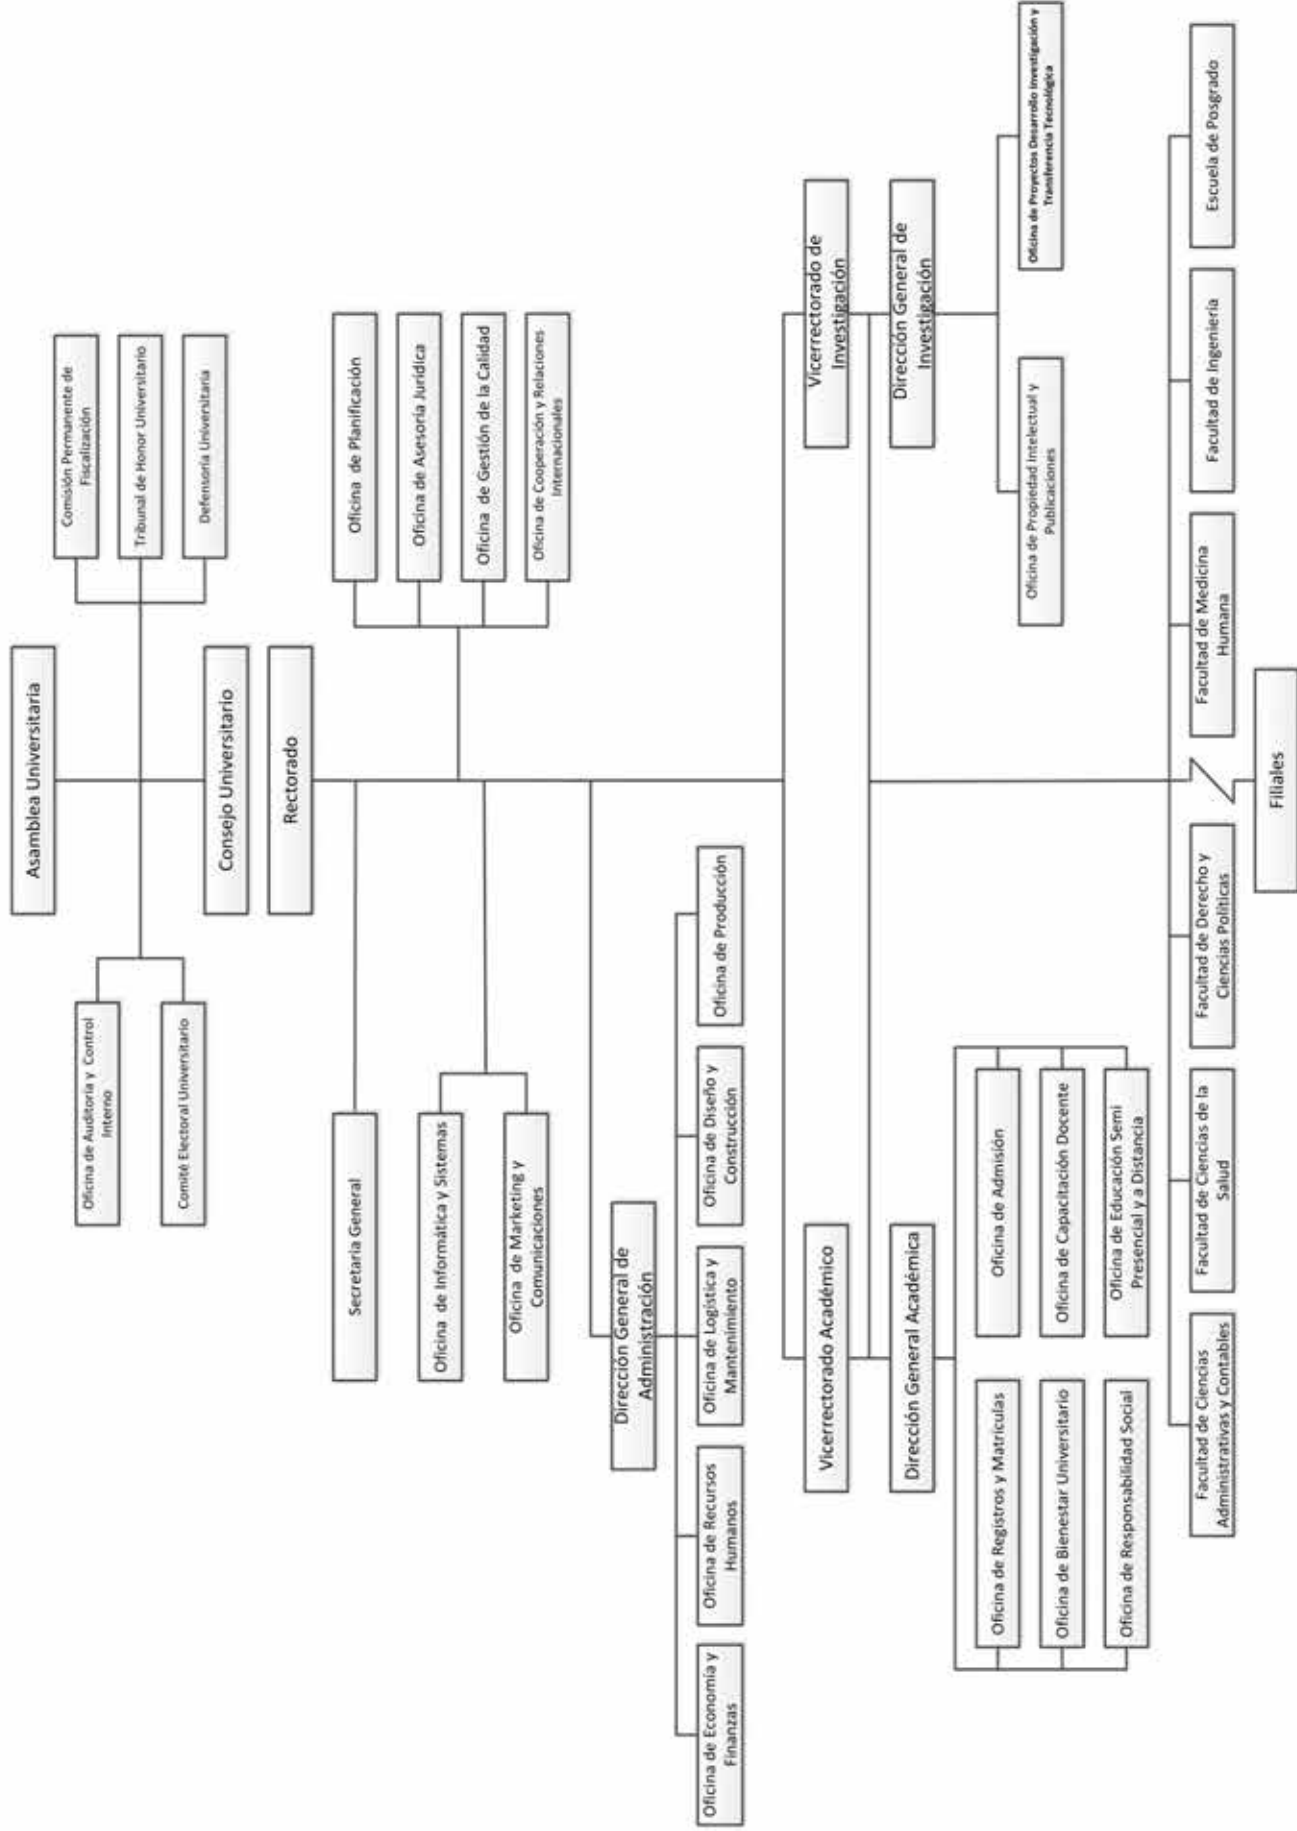 Asamblea Universitaria
Oficina de Auditoría y Control
Interno
Comité Electoral Universitario
Comisión Permanente de
Fiscalización
Tribunal de Honor Universitario
Defensoría Universitaria
Consejo Universitario
Rectorado
Secretaria General
Oficina de Informática y Sistemas
Oficina de Marketing y
Comunicaciones
Oficina de Planificación
Oficina de Asesoría Jurídica
Oficina de Gestión de la Calidad
Oficina de Cooperación y Relaciones
Internacionales
Dirección General de
Administración
Oficina de Economía y
Finanzas
Oficina de Recursos
Humanos
Oficina de Logística y
Mantenimiento
Oficina de Diseño y
Construcción
Oficina de Producción
Vicerrectorado Académico
Vicerrectorado de
Investigación
Dirección General Académica
Dirección General de
Investigación
Oficina de Registros y Matrículas
Oficina de Bienestar Universitario
Oficina de Responsabilidad Social
Oficina de Admisión
Oficina de Capacitación Docente
Oficina de Educación Semi
Presencial y a Distancia
Oficina de Propiedad Intelectual y
Publicaciones
Oficina de Proyectos Desarrollo Investigación y
Transferencia Tecnológica
Facultad de Ciencias
Administrativas y Contables
Facultad de Ciencias de la
Salud
Facultad de Derecho y
Ciencias Políticas
Facultad de Medicina
Humana
Facultad de Ingeniería
Escuela de Posgrado
Filiales